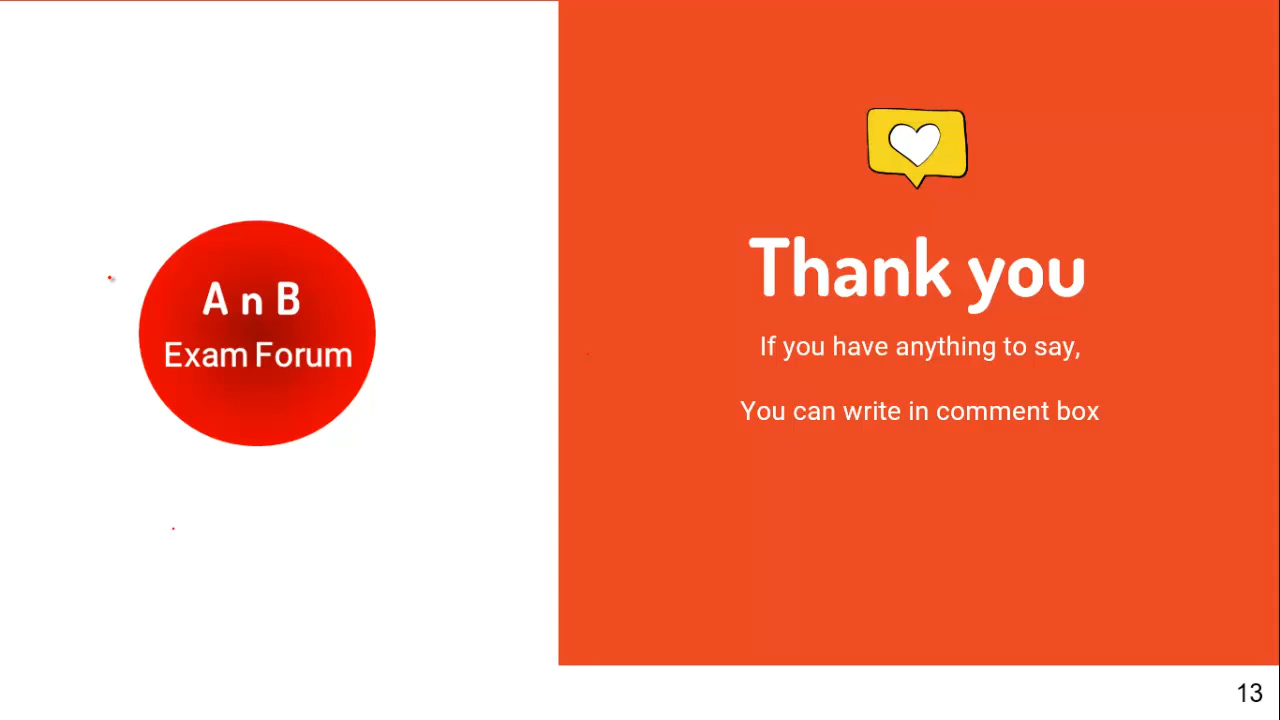 A n B
Exam Forum
Thank you
If you have anything to say,
You can write in comment box
13